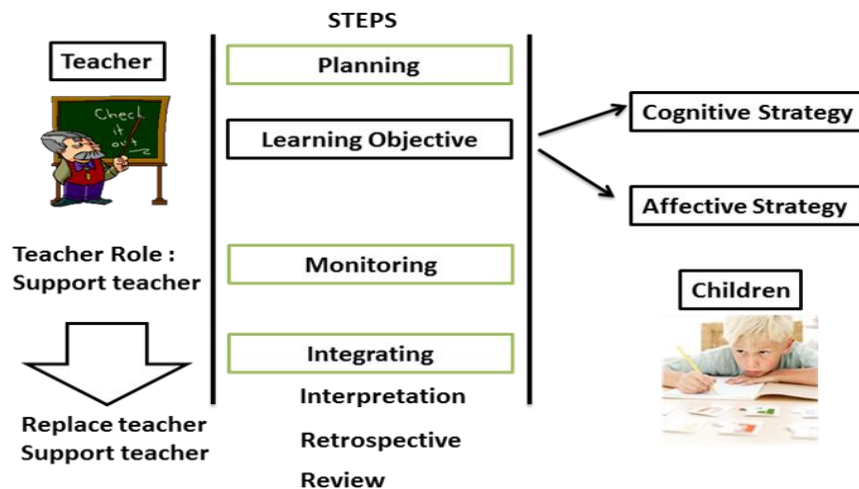 STEPS
Teacher
Check
it
out
Teacher Role :
Support teacher
Replace teacher
Support teacher
Planning
Learning Objective
Monitoring
Integrating
Interpretation
Retrospective
Review
Cognitive Strategy
Affective Strategy
Children